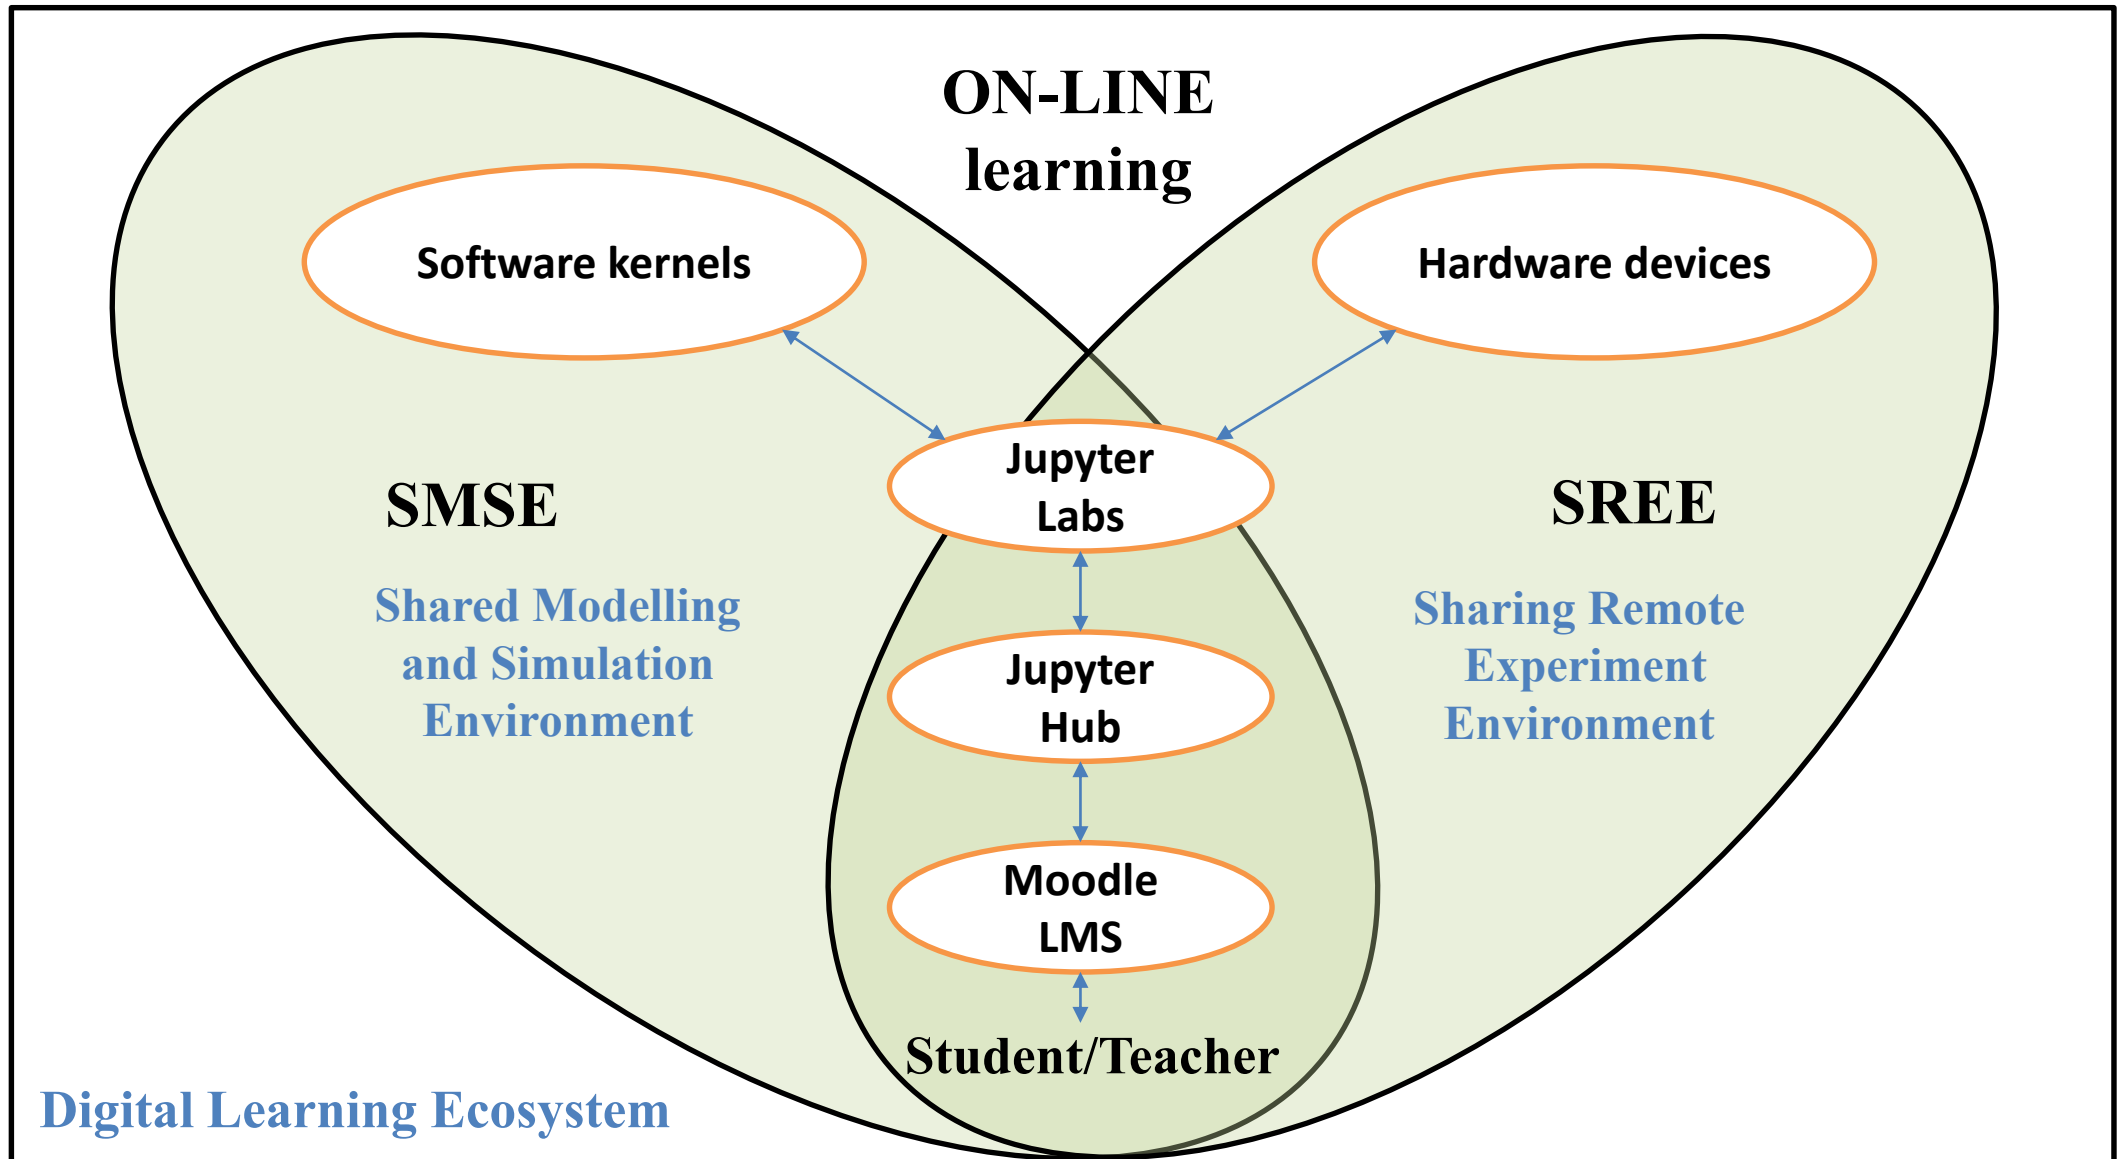 ON-LINE
learning
Software kernels
Hardware devices
Jupyter
Labs
SMSE
SREE
Shared Modelling
and Simulation
Environment
Sharing Remote
Experiment
Environment
Jupyter
Hub
Moodle
LMS
Student/Teacher
Digital Learning Ecosystem